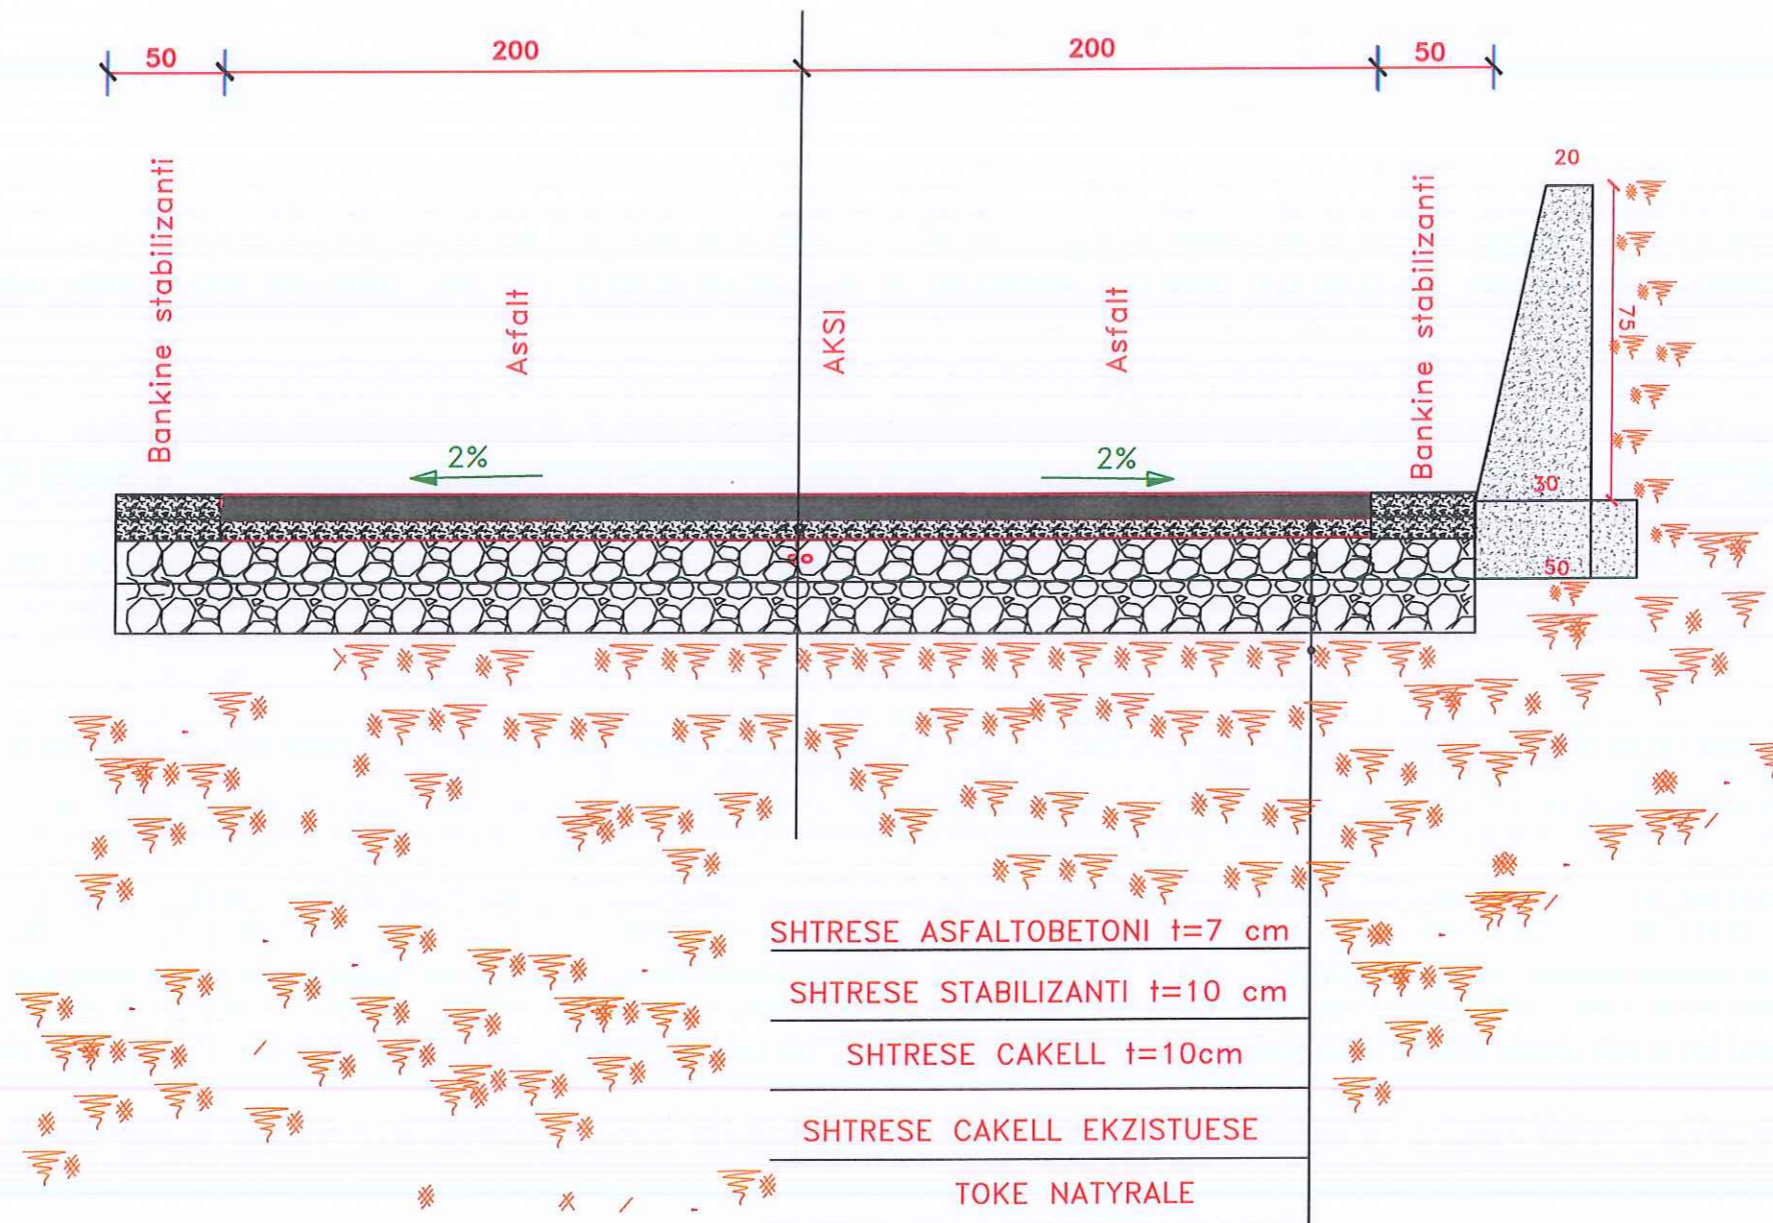 50 200 200 50
20
Bankine stabilizanti
Asfalt
AKSI
Asfalt
Bankine stabilizanti
75
2% 2%
30
50
SHTRESE ASFALTOBETONI t=7 cm
SHTRESE STABILIZANTI t=10 cm
SHTRESE CAKELL t=10cm
SHTRESE CAKELL EKZISTUESE
TOKE NATYRALE